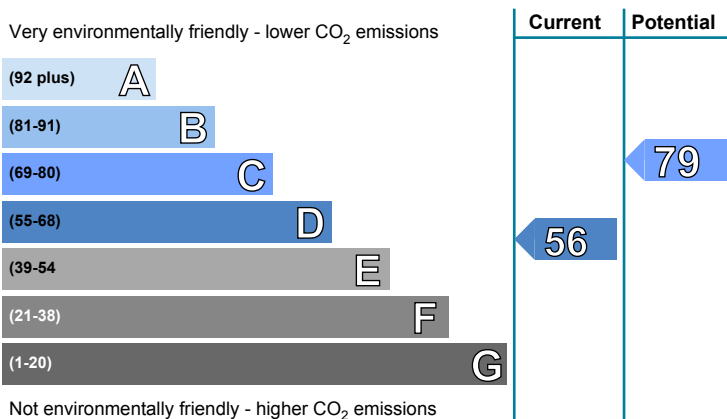 Very environmentally friendly - lower CO2 emissions
Current
Potential
(92 plus) A
(81-91) B
(69-80) C
79
(55-68) D
56
(39-54 E
(21-38) F
(1-20) G
Not environmentally friendly - higher CO2 emissions